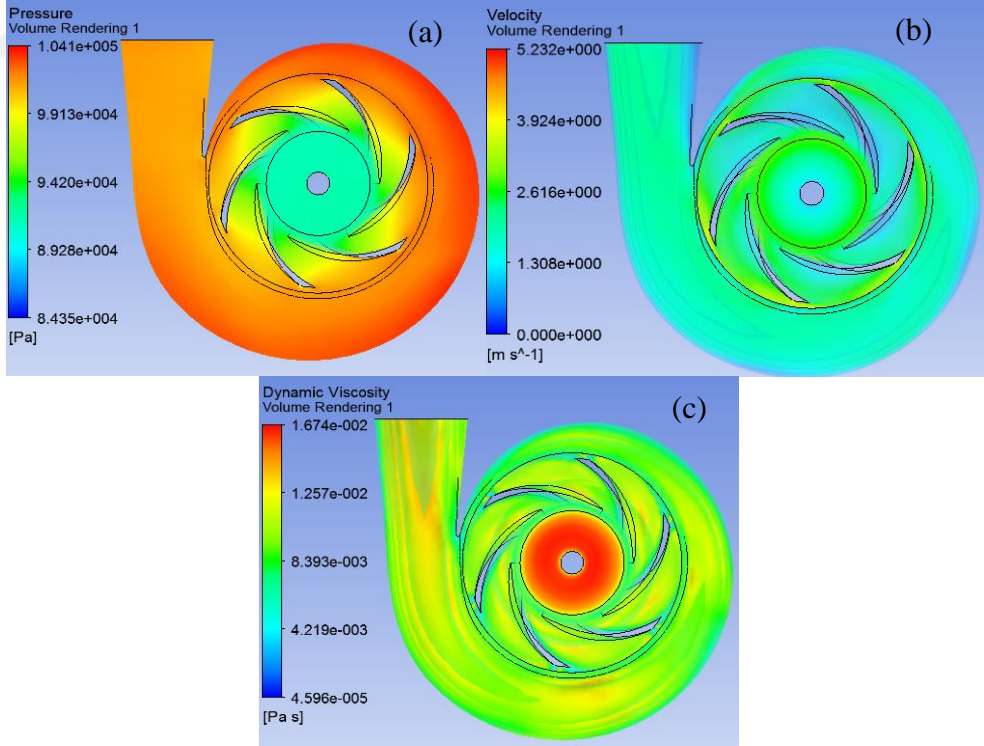 Pressure
Volume Rendering 1
(a)
1.041e+005
9.913e+004
9.420e+004
8.928e+004
8.435e+004
[Pa]
Velocity
Volume Rendering 1
(b)
5.232e+000
3.924e+000
2.616e+000
1.308e+000
0.000e+000
[m s^-1]
Dynamic Viscosity
Volume Rendering 1
(c)
1.674e-002
1.257e-002
8.393e-003
4.219e-003
4.596e-005
[Pa s]